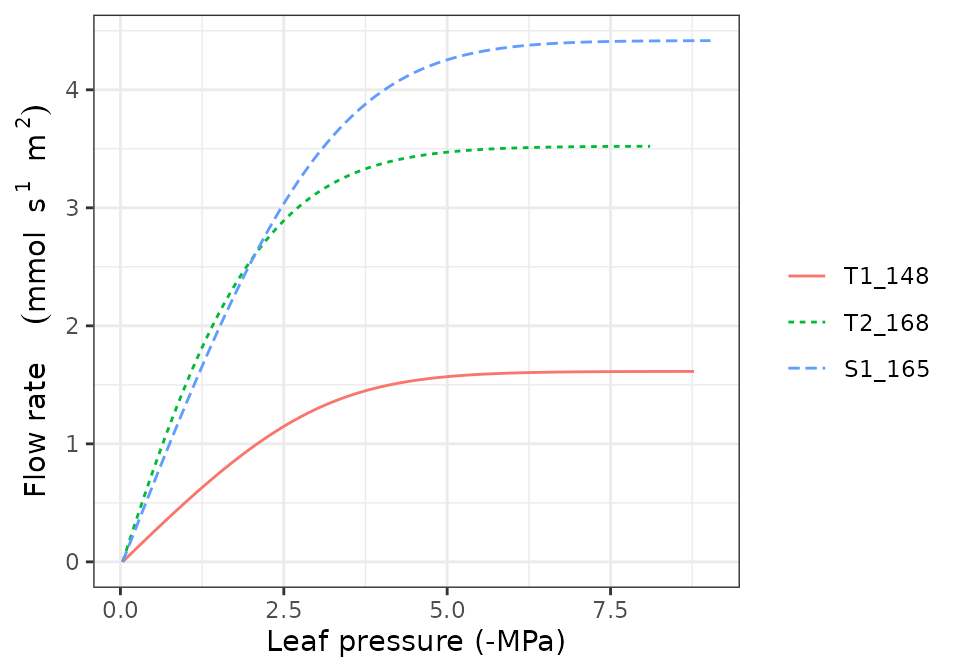 Flow rate (mmol s¹ m²)
4
3
2
1
0
0.0 2.5 5.0 7.5
Leaf pressure (-MPa)
T1_148
T2_168
S1_165